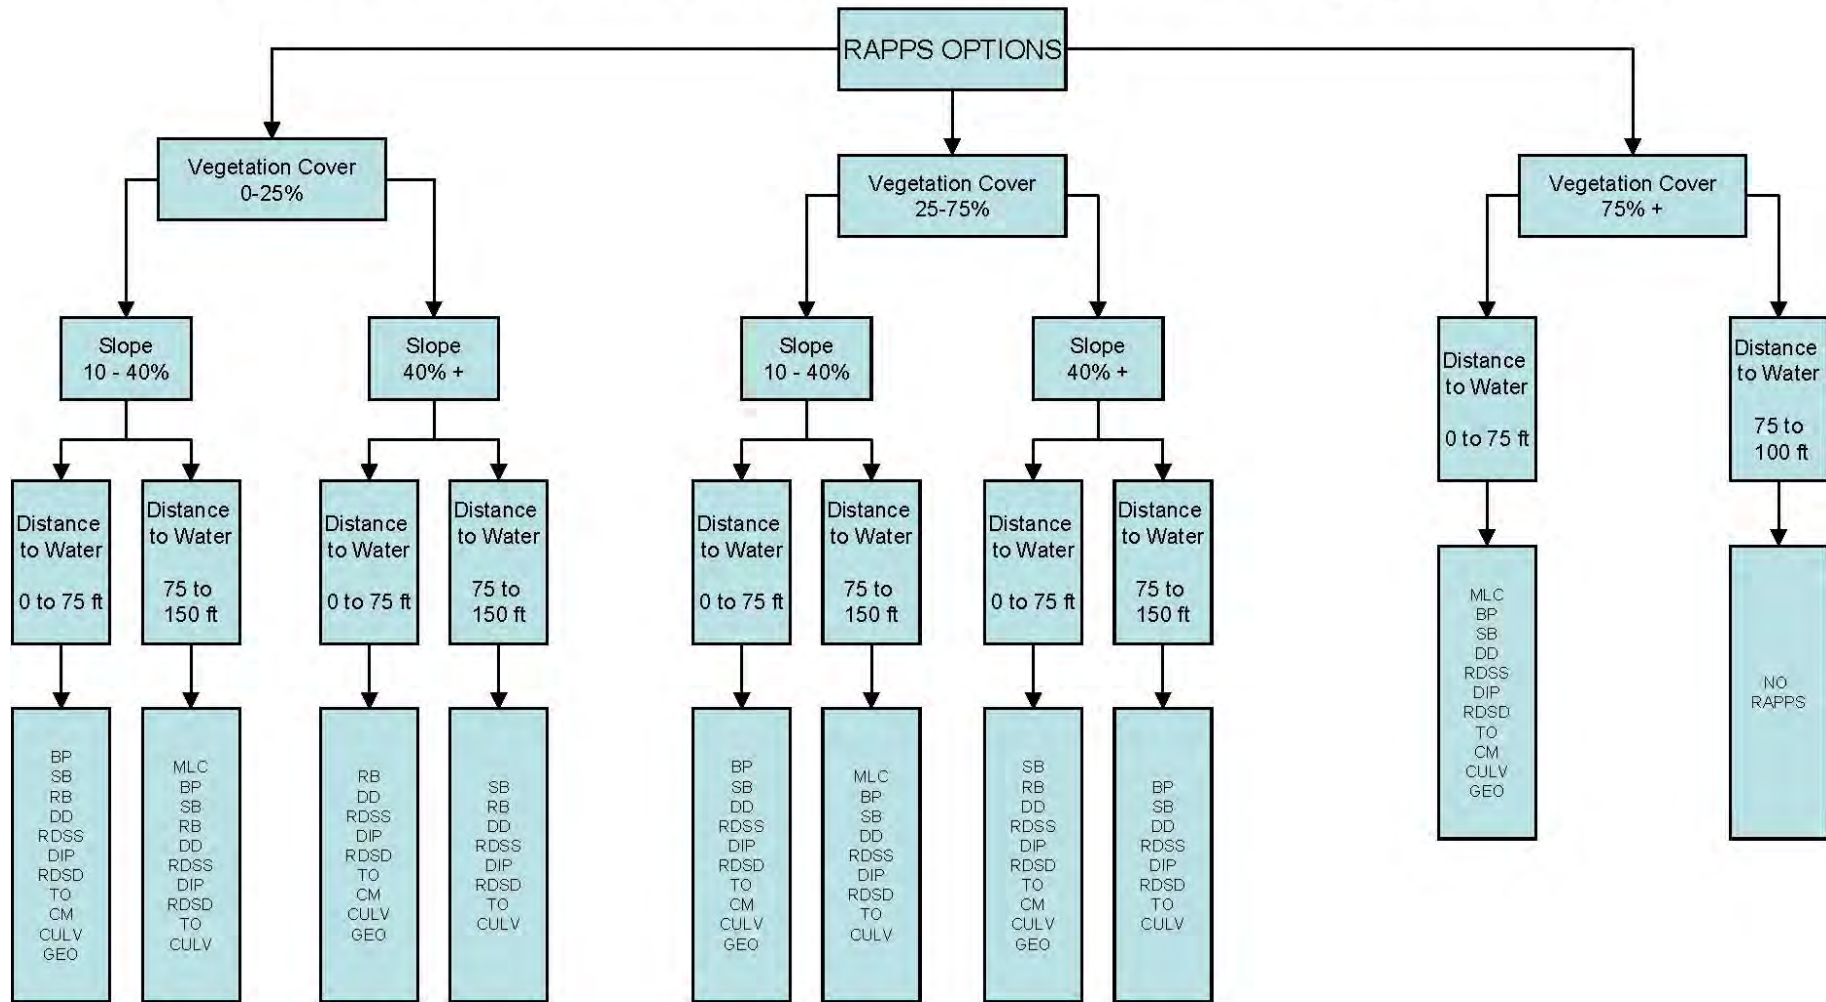 RAPPS OPTIONS
Vegetation Cover
0-25%
Vegetation Cover
25-75%
Vegetation Cover
75% +
Slope
10 - 40%
Slope
40% +
Slope
10 - 40%
Slope
40% +
Distance
to Water
0 to 75 ft
Distance
to Water
75 to
100 ft
Distance
to Water
0 to 75 ft
Distance
to Water
75 to
150 ft
Distance
to Water
0 to 75 ft
Distance
to Water
75 to
150 ft
Distance
to Water
0 to 75 ft
Distance
to Water
75 to
150 ft
Distance
to Water
0 to 75 ft
Distance
to Water
75 to
150 ft
BP
SB
RB
DD
RDSS
DIP
RDSD
TO
CM
CULV
GEO
MLC
BP
SB
RB
DD
RDSS
DIP
RDSD
TO
CULV
RB
DD
RDSS
DIP
RDSD
TO
CM
CULV
GEO
SB
RB
DD
RDSS
DIP
RDSD
TO
CULV
BP
SB
DD
RDSS
DIP
RDSD
TO
CM
CULV
GEO
MLC
BP
SB
DD
RDSS
DIP
RDSD
TO
CULV
SB
RB
DD
RDSS
DIP
RDSD
TO
CM
CULV
GEO
BP
SB
DD
RDSS
DIP
RDSD
TO
CULV
MLC
BP
SB
DD
RDSS
DIP
RDSD
TO
CM
CULV
GEO
NO
RAPPS